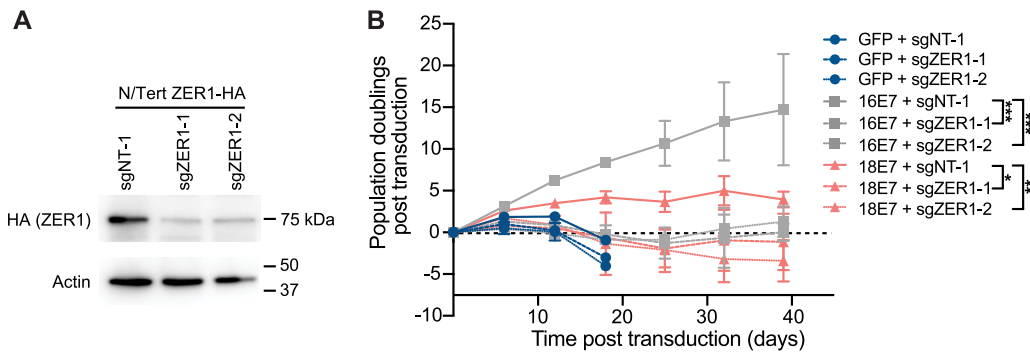 A
N/Tert ZER1-HA
sgNT-1
sgZER1-1
sgZER1-2
HA (ZER1)
75 kDa
Actin
50
37
B
Population doublings
post transduction
25
20
15
10
5
0
-5
-10
10
20
30
40
50
Time post transduction (days)
GFP + sgNT-1
GFP + sgZER1-1
GFP + sgZER1-2
16E7 + sgNT-1
16E7 + sgZER1-1
16E7 + sgZER1-2
18E7 + sgNT-1
18E7 + sgZER1-1
18E7 + sgZER1-2
***
***
*
**